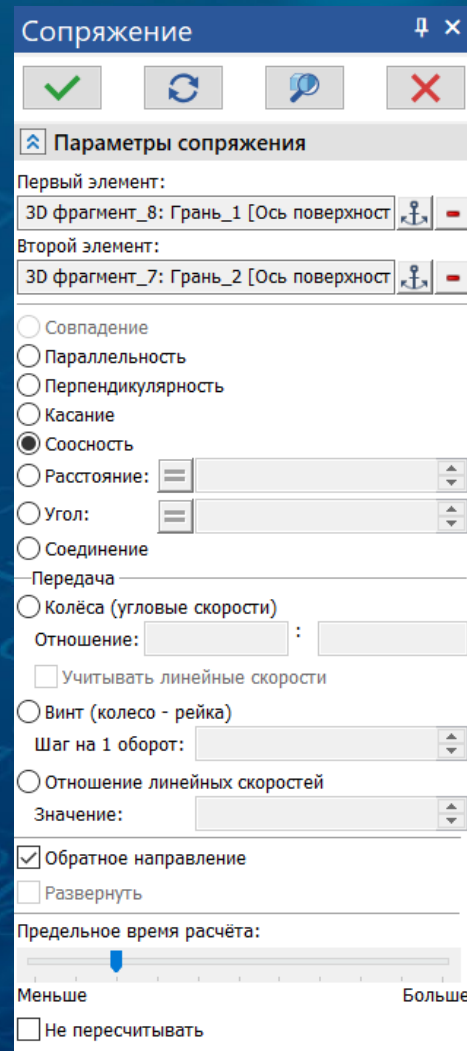 Сопряжение
Параметры сопряжения
Первый элемент:
3D фрагмент_8: Грань_1 [Ось поверхност
Второй элемент:
3D фрагмент_7: Грань_2 [Ось поверхност
Совпадение
Параллельность
Перпендикулярность
Касание
Соосность
Расстояние:
Угол:
Соединение
Передача
Колёса (угловые скорости)
Отношение: :
Учитывать линейные скорости
Винт (колесо - рейка)
Шаг на 1 оборот:
Отношение линейных скоростей
Значение:
Обратное направление
Развернуть
Предельное время расчёта:
Меньше Больше
Не пересчитывать